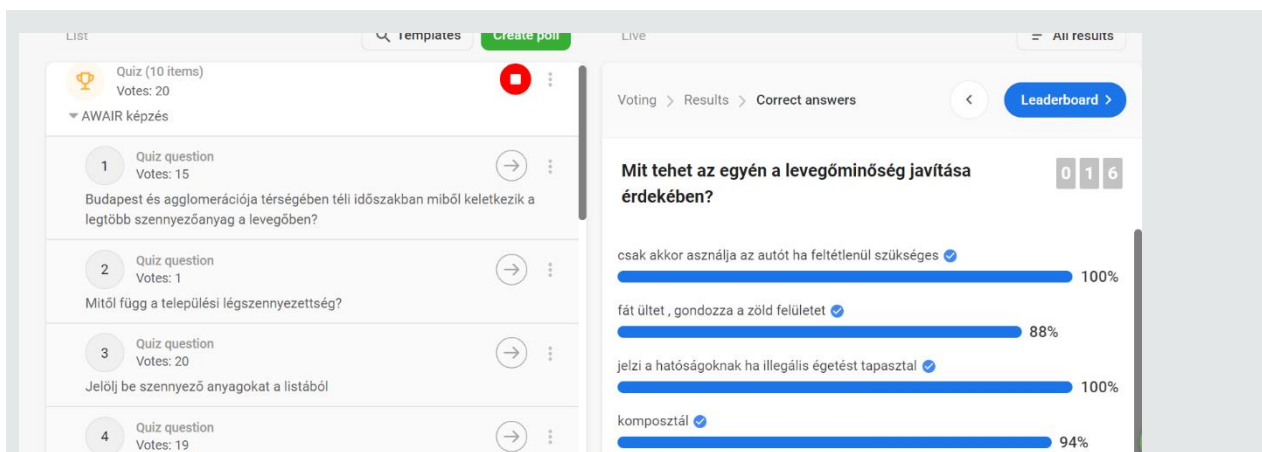 List
Templates
Create poll
Quiz (10 items)
Votes: 20
AWAIR képzés
1
Quiz question
Votes: 15
Budapest és agglomerációja térségében téli időszakban miből keletkezik a
legtöbb szennyezőanyag a levegőben?
2
Quiz question
Votes: 1
Mitől függ a települési légszennyezettség?
3
Quiz question
Votes: 20
Jelölj be szennyező anyagokat a listából
4
Quiz question
Votes: 19
Live
All results
Voting > Results > Correct answers
Leaderboard >
Mit tehet az egyén a levegőminőség javítása
érdekében?
0 1 6
csak akkor asználja az autót ha feltétlenül szükséges
100%
fát ültet , gondozza a zöld felületet
88%
jelzi a hatóságoknak ha illegális égetést tapasztal
100%
komposztál
94%